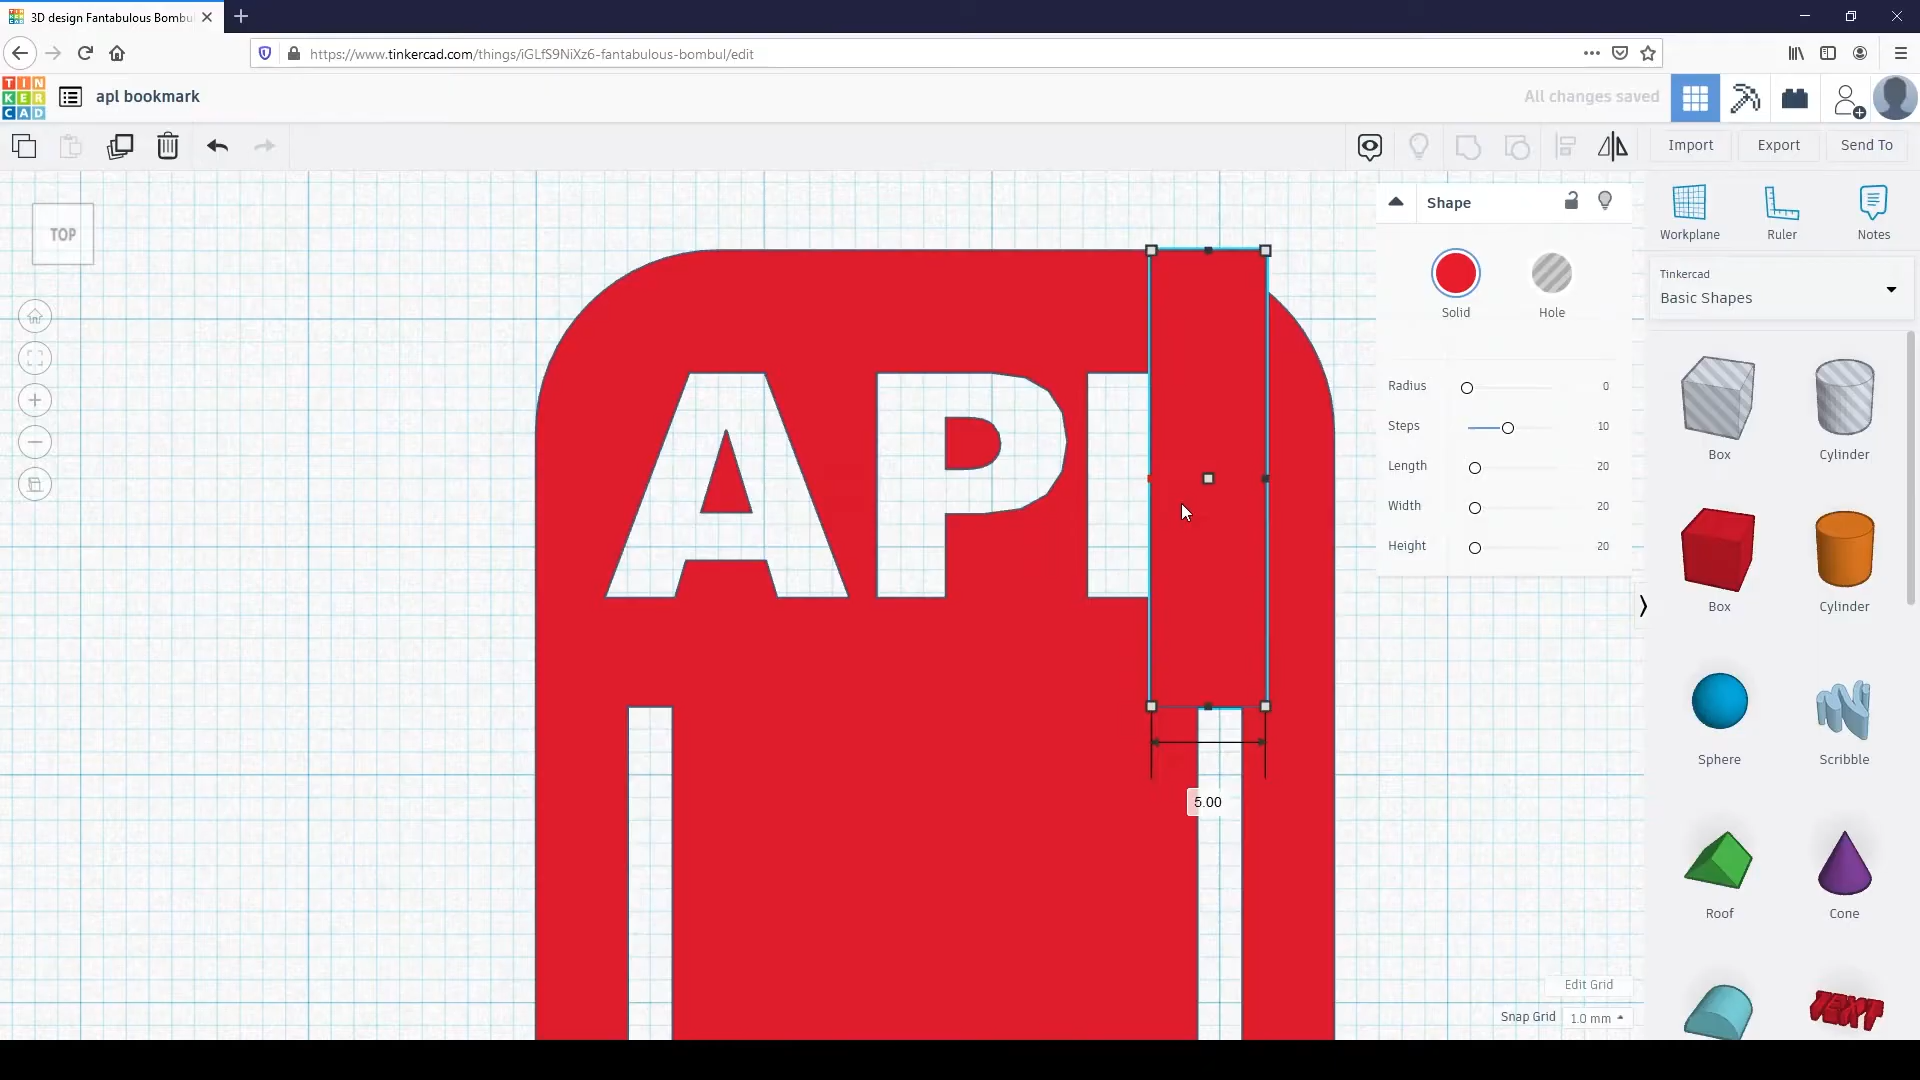 3D design Fantabulous Bombul
https://www.tinkercad.com/things/iGLfS9NiXz6-fantabulous-bombul/edit
TIN
KER
CAD
apl bookmark
All changes saved
Import
Export
Send To
TOP
Shape
Solid
Hole
Radius 0
Steps 10
Length 20
Width 20
Height 20
Workplane
Ruler
Notes
Tinkercad
Basic Shapes
Box
Cylinder
Box
Cylinder
Sphere
Scribble
Roof
Cone
TEXT
AP
5.00
Edit Grid
Snap Grid 1.0 mm